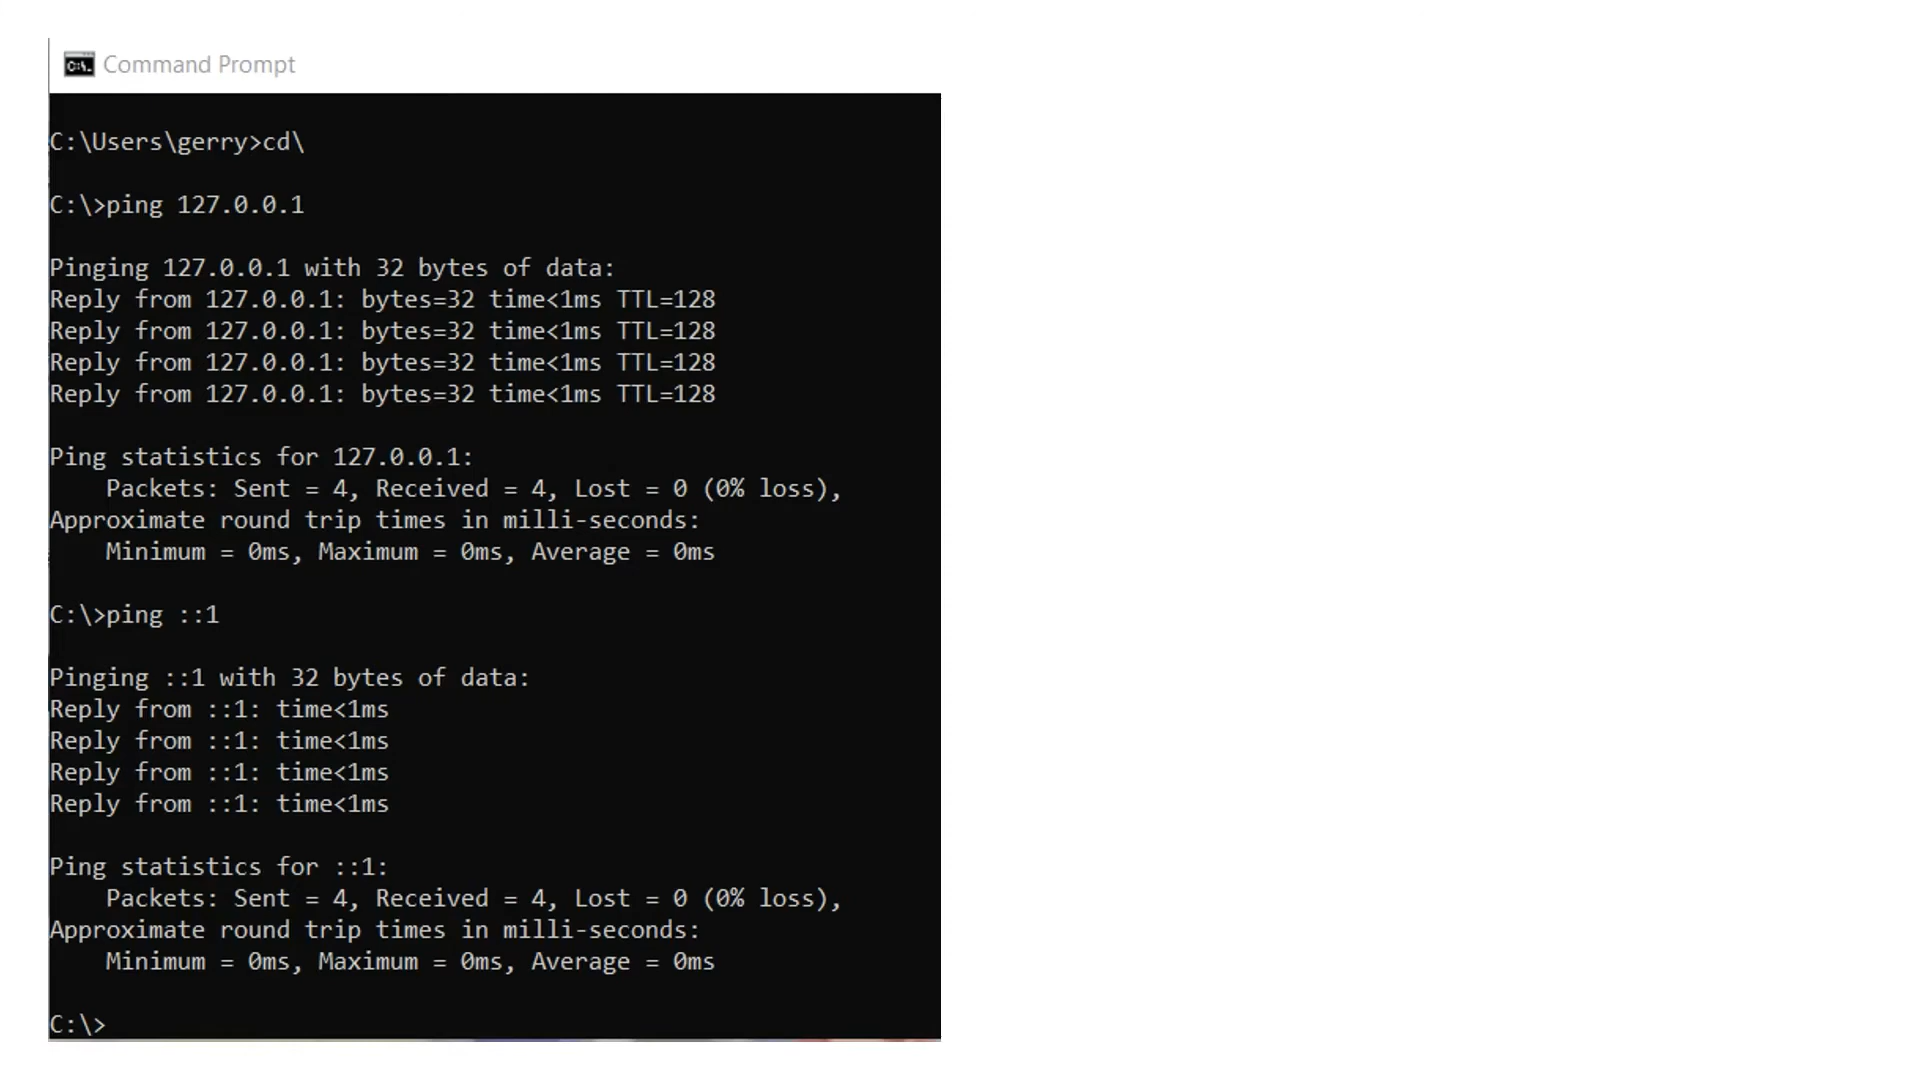 Command Prompt
C:\Users\gerry>cd\
C:\>ping 127.0.0.1
Pinging 127.0.0.1 with 32 bytes of data:
Reply from 127.0.0.1: bytes=32 time<1ms TTL=128
Reply from 127.0.0.1: bytes=32 time<1ms TTL=128
Reply from 127.0.0.1: bytes=32 time<1ms TTL=128
Reply from 127.0.0.1: bytes=32 time<1ms TTL=128
Ping statistics for 127.0.0.1:
    Packets: Sent = 4, Received = 4, Lost = 0 (0% loss),
Approximate round trip times in milli-seconds:
    Minimum = 0ms, Maximum = 0ms, Average = 0ms
C:\>ping ::1
Pinging ::1 with 32 bytes of data:
Reply from ::1: time<1ms
Reply from ::1: time<1ms
Reply from ::1: time<1ms
Reply from ::1: time<1ms
Ping statistics for ::1:
    Packets: Sent = 4, Received = 4, Lost = 0 (0% loss),
Approximate round trip times in milli-seconds:
    Minimum = 0ms, Maximum = 0ms, Average = 0ms
C:\>